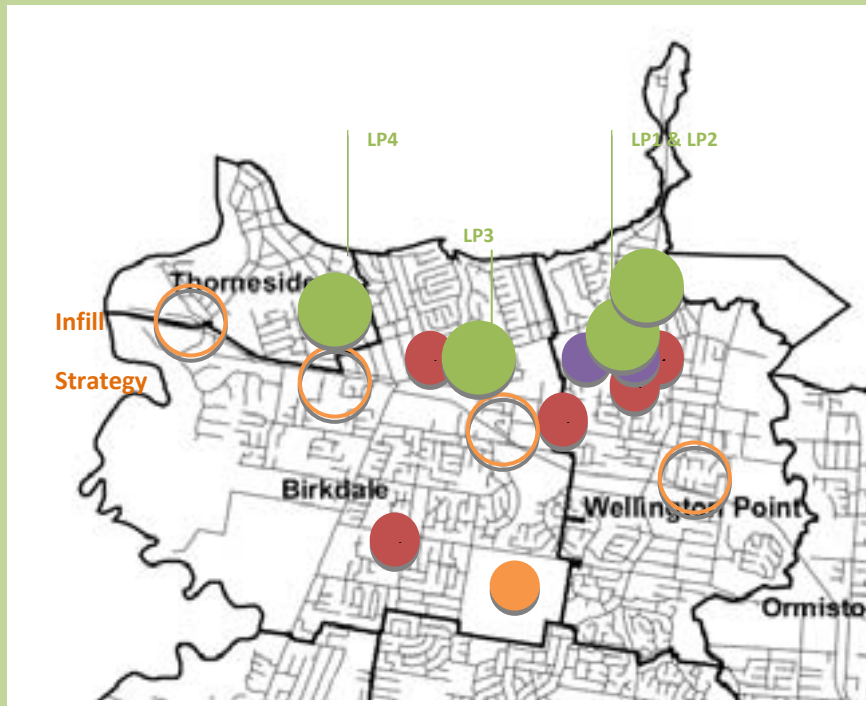 LP4
LP1 & LP2
LP3
Thorneside
Infill
Strategy
Birkdale
Wellington Point
Ormisto